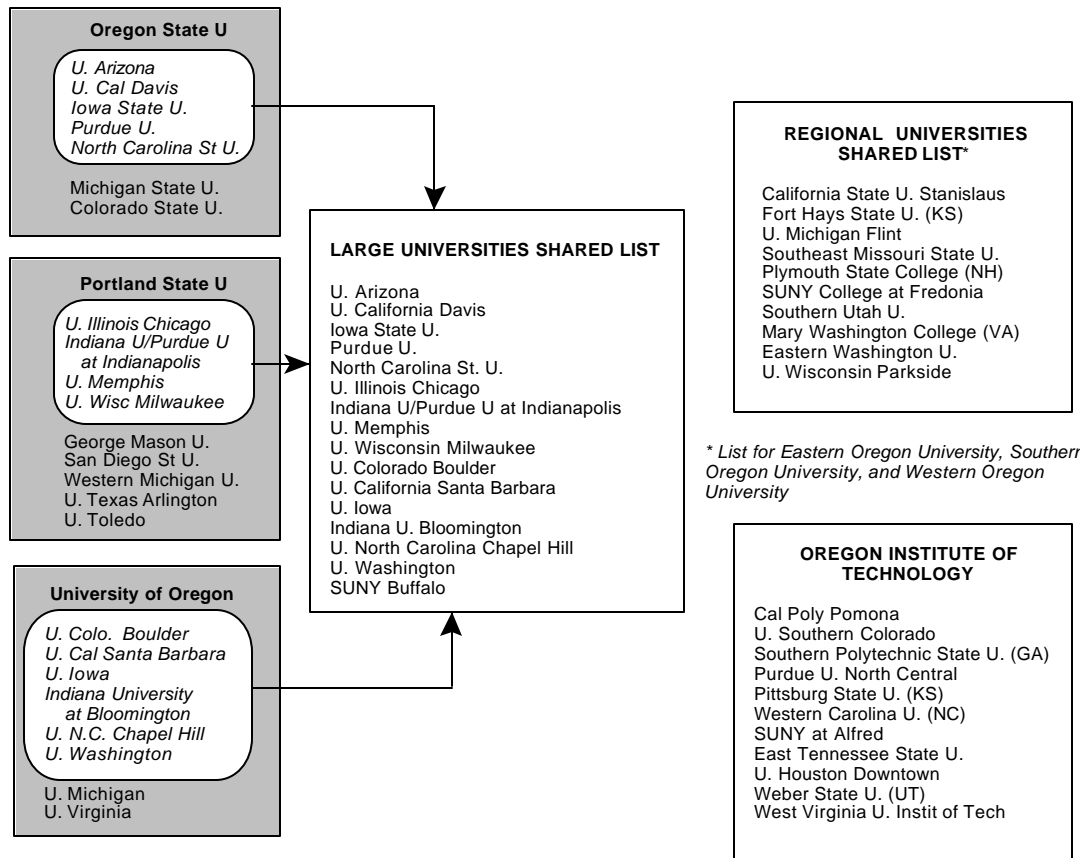 Oregon State U
U. Arizona
U. Cal Davis
Iowa State U.
Purdue U.
North Carolina St U.
Michigan State U.
Colorado State U.
Portland State U
U. Illinois Chicago
Indiana U/Purdue U
at Indianapolis
U. Memphis
U. Wisc Milwaukee
George Mason U.
San Diego St U.
Western Michigan U.
U. Texas Arlington
U. Toledo
University of Oregon
U. Colo. Boulder
U. Cal Santa Barbara
U. Iowa
Indiana University
at Bloomington
U. N.C. Chapel Hill
U. Washington
U. Michigan
U. Virginia
LARGE UNIVERSITIES SHARED LIST
U. Arizona
U. California Davis
Iowa State U.
Purdue U.
North Carolina St. U.
U. Illinois Chicago
Indiana U/Purdue U at Indianapolis
U. Memphis
U. Wisconsin Milwaukee
U. Colorado Boulder
U. California Santa Barbara
U. Iowa
Indiana U. Bloomington
U. North Carolina Chapel Hill
U. Washington
SUNY Buffalo
REGIONAL UNIVERSITIES
SHARED LIST*
California State U. Stanislaus
Fort Hays State U. (KS)
U. Michigan Flint
Southeast Missouri State U.
Plymouth State College (NH)
SUNY College at Fredonia
Southern Utah U.
Mary Washington College (VA)
Eastern Washington U.
U. Wisconsin Parkside
* List for Eastern Oregon University, Southern
Oregon University, and Western Oregon
University
OREGON INSTITUTE OF
TECHNOLOGY
Cal Poly Pomona
U. Southern Colorado
Southern Polytechnic State U. (GA)
Purdue U. North Central
Pittsburg State U. (KS)
Western Carolina U. (NC)
SUNY at Alfred
East Tennessee State U.
U. Houston Downtown
Weber State U. (UT)
West Virginia U. Instit of Tech